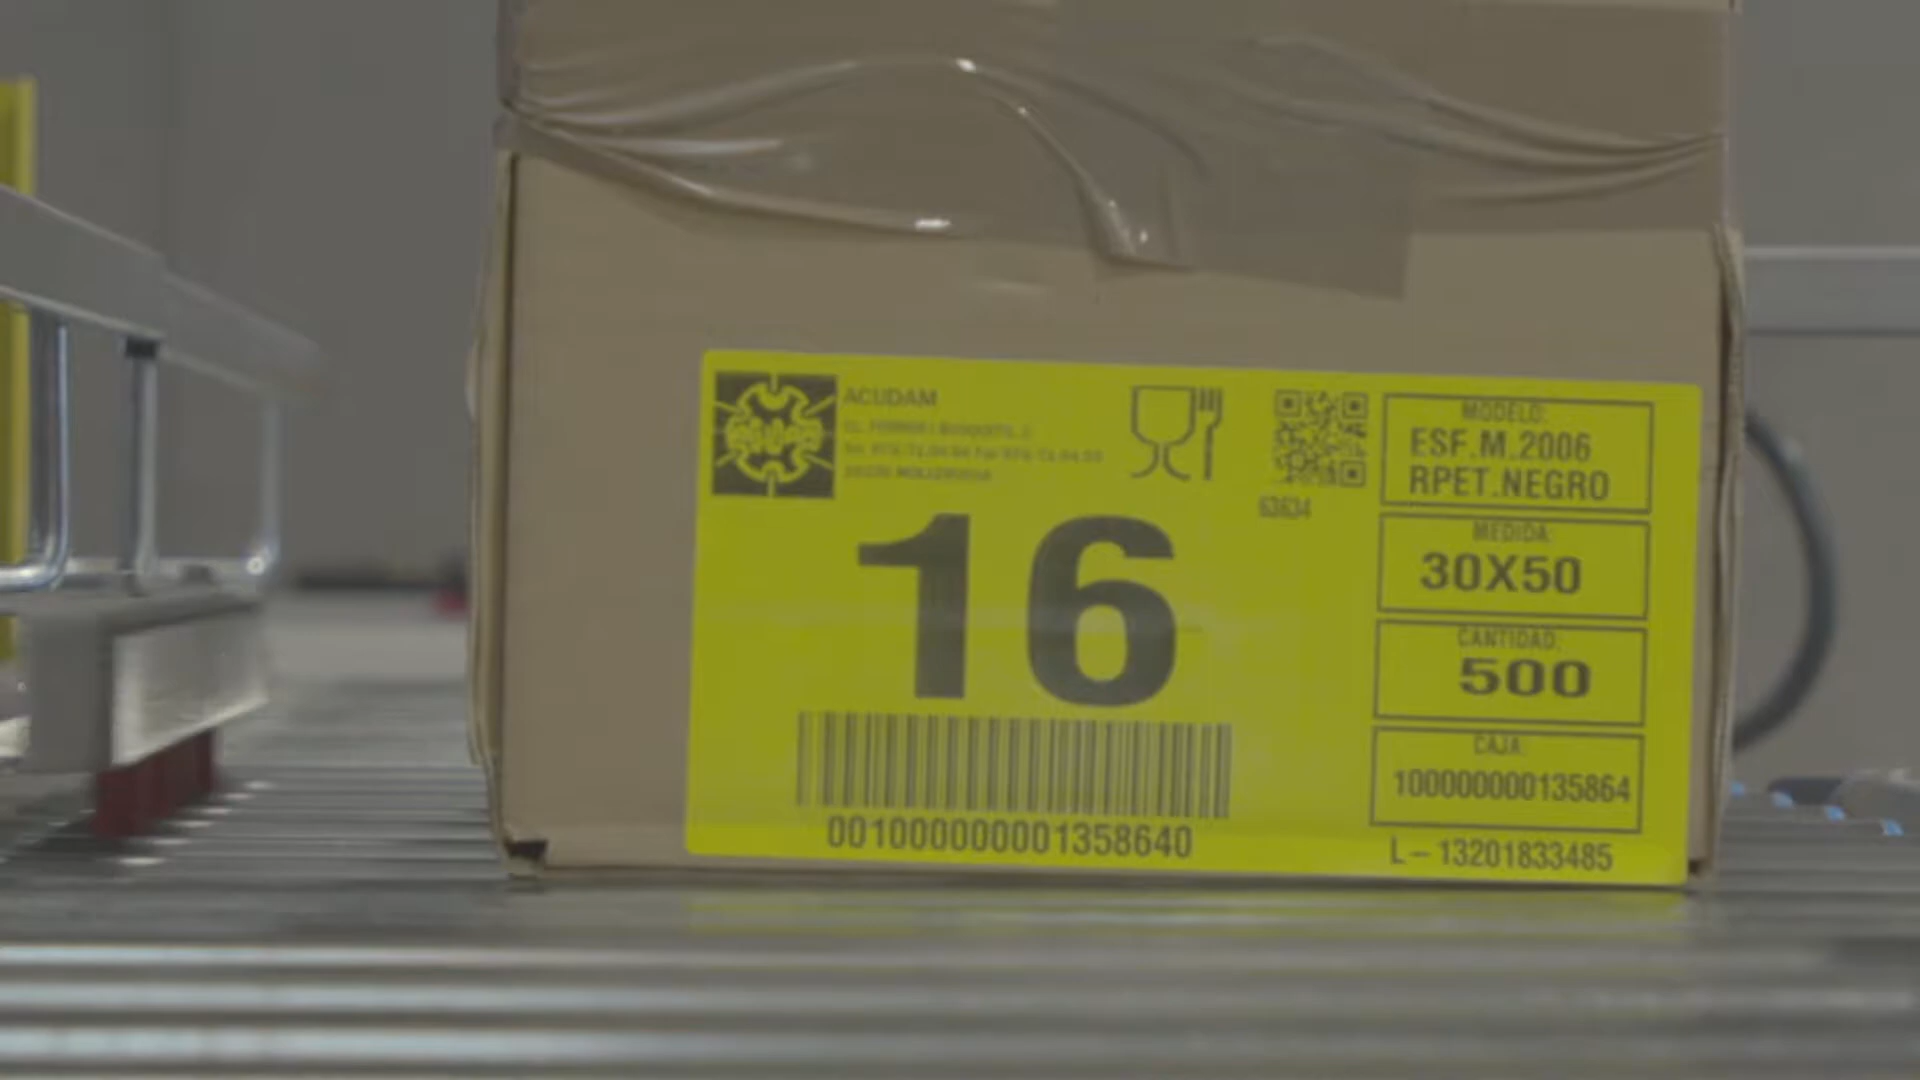 ACUDAM
63634
16
00100000000001358640
MODELO:
ESF.M.2006
RPET.NEGRO
MEDIDA:
30X50
CANTIDAD:
500
CAJA:
100000000135864
L-13201833485